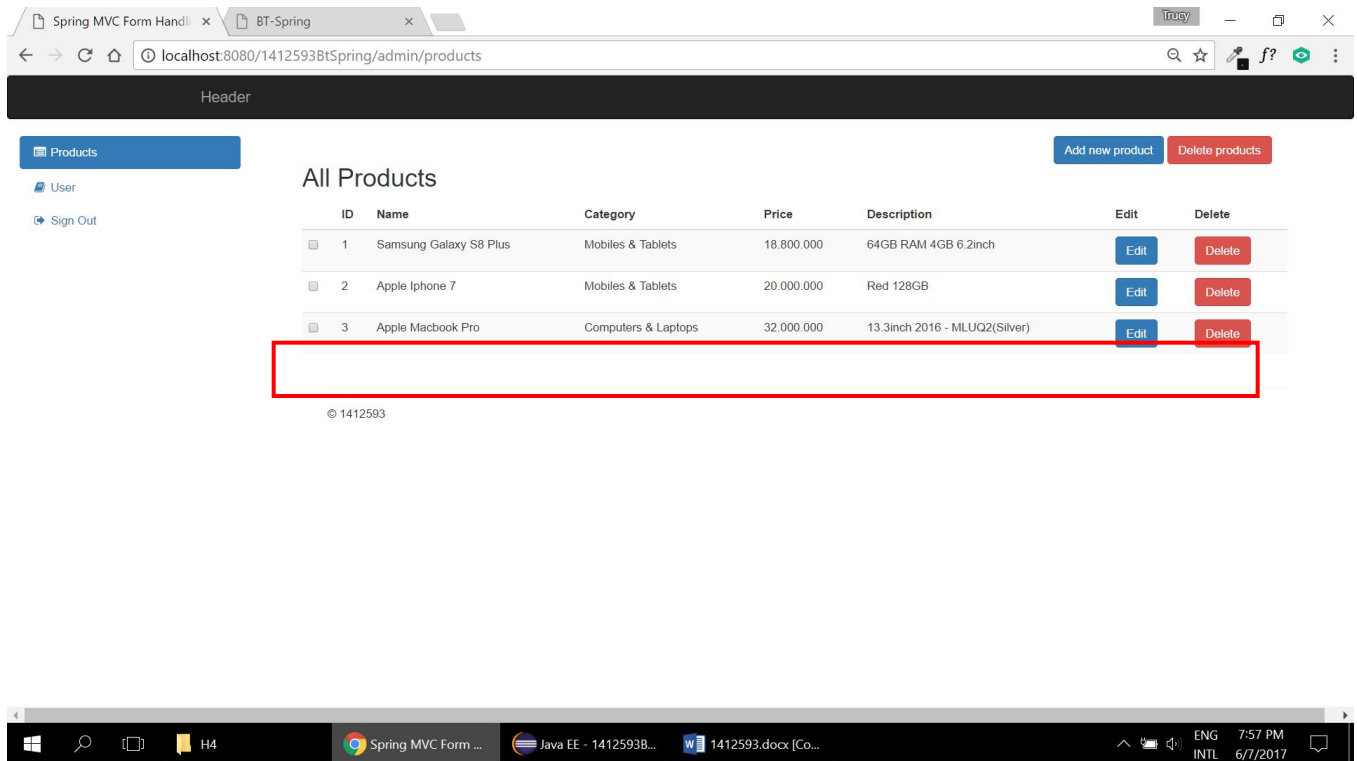 Spring MVC Form Handli
BT-Spring
Trucy
localhost:8080/1412593BtSpring/admin/products
f?
Header
Products
User
Sign Out
Add new product Delete products
All Products
ID Name Category Price Description Edit Delete
1 Samsung Galaxy S8 Plus Mobiles & Tablets 18.800.000 64GB RAM 4GB 6.2inch Edit Delete
2 Apple Iphone 7 Mobiles & Tablets 20.000.000 Red 128GB Edit Delete
3 Apple Macbook Pro Computers & Laptops 32.000.000 13.3inch 2016 - MLUQ2(Silver) Edit Delete
© 1412593
H4
Spring MVC Form ...
Java EE - 1412593B...
1412593.docx [Co...
ENG 7:57 PM
INTL 6/7/2017